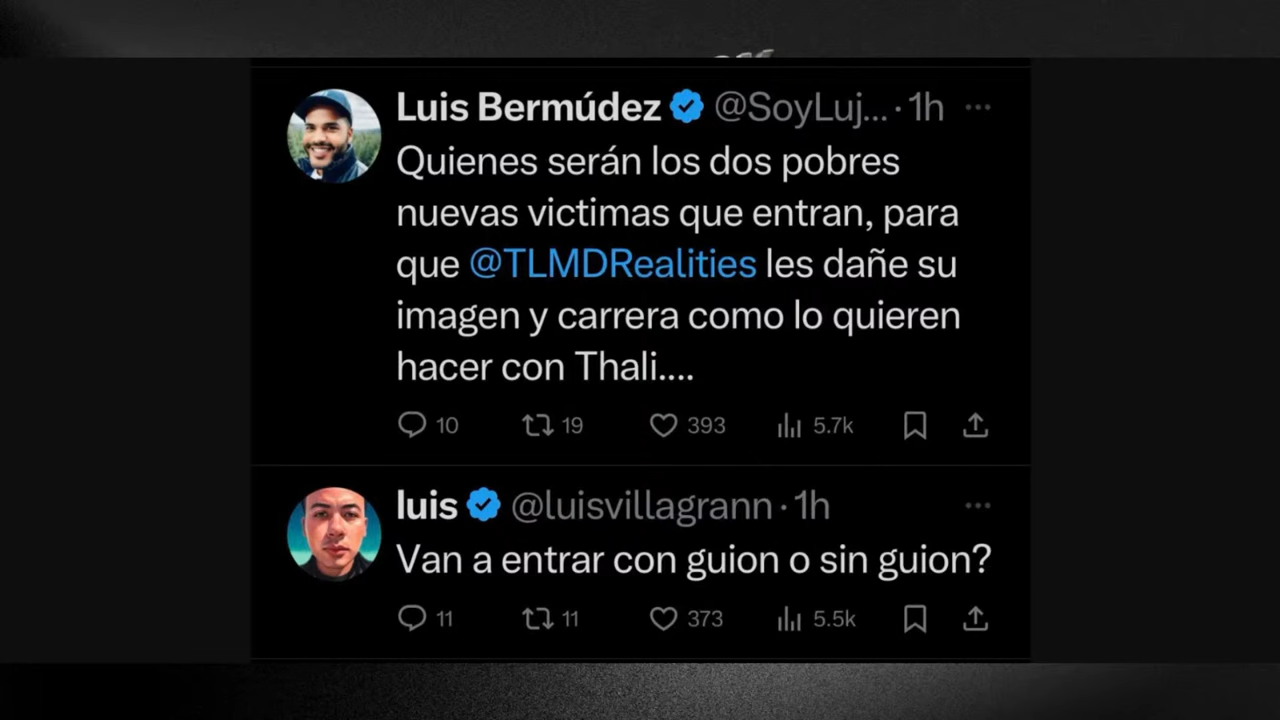 Luis Bermúdez @SoyLuj... · 1h ...
Quienes serán los dos pobres
nuevas victimas que entran, para
que @TLMDRealities les dañe su
imagen y carrera como lo quieren
hacer con Thali....
10 19 393 5.7k
luis @luisvillagrann · 1h ...
Van a entrar con guion o sin guion?
11 11 373 5.5k